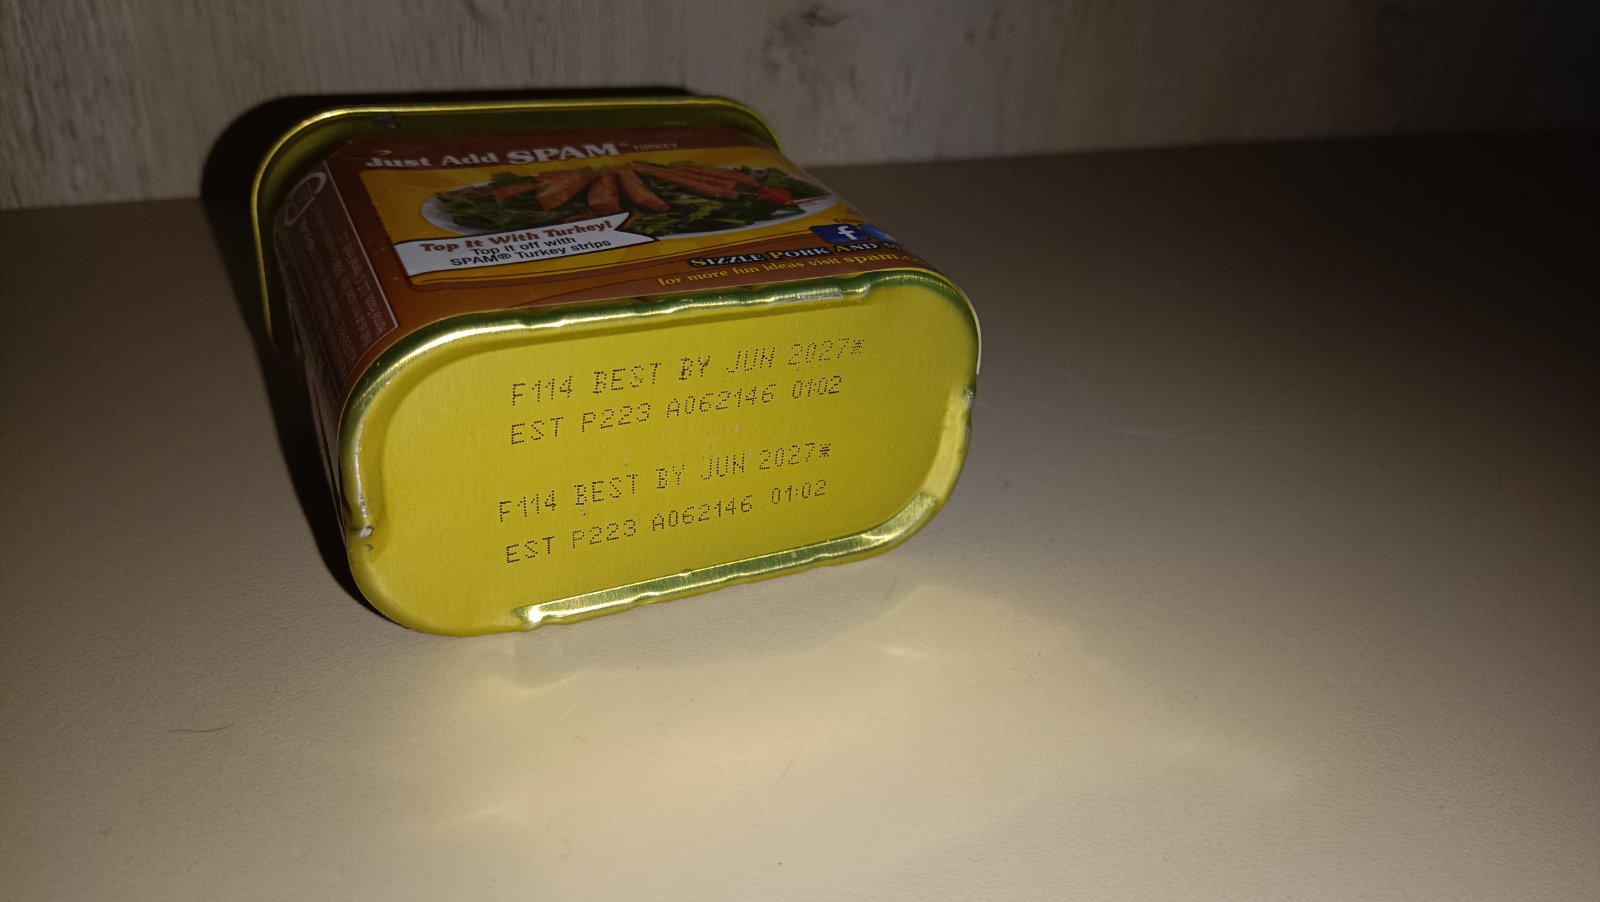 Just Add SPAM® TURKEY
Top It With Turkey!
Top it off with
SPAM® Turkey strips
f
SIZZLE PORK AND
for more fun ideas visit spam.c
F114 BEST BY JUN 2027*
EST P223 A062146 01:02
F114 BEST BY JUN 2027*
EST P223 A062146 01:02